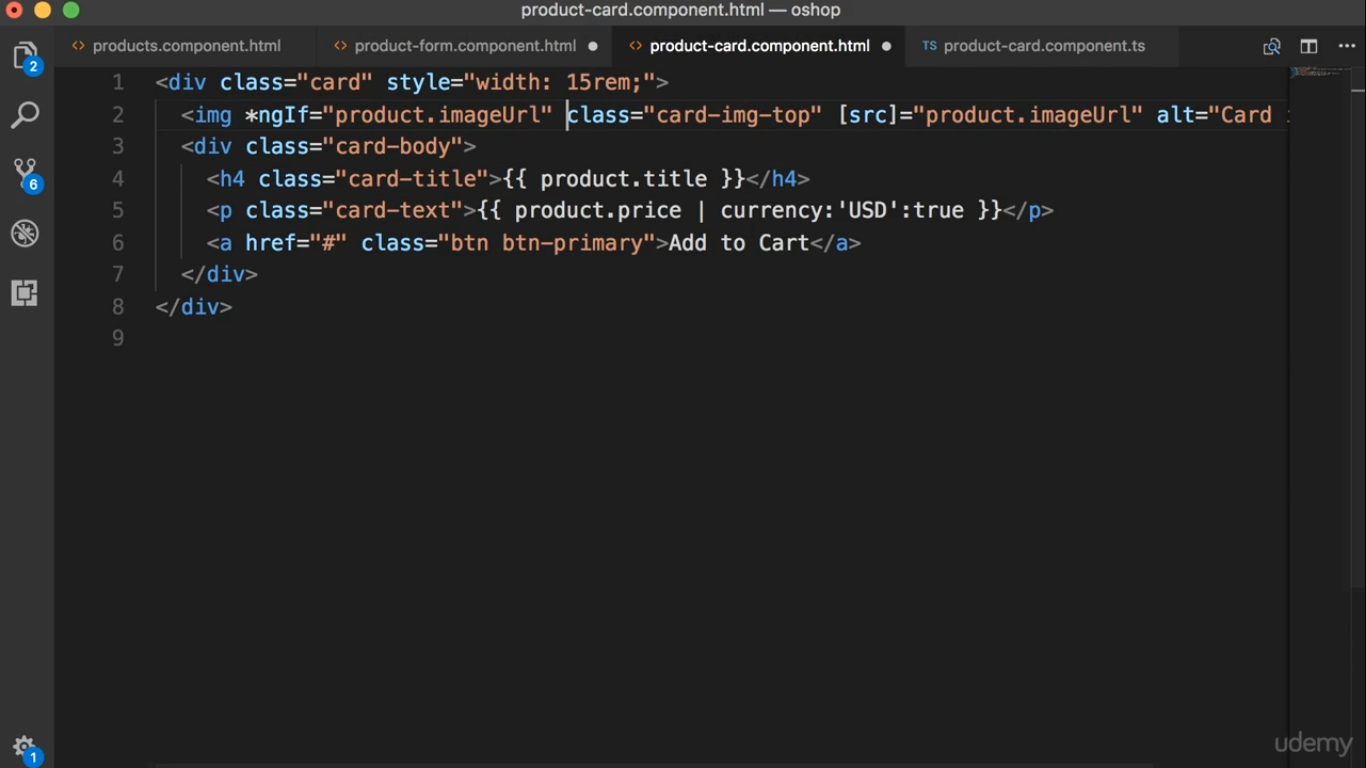 product-card.component.html — oshop
<> products.component.html <> product-form.component.html ● <> product-card.component.html ● TS product-card.component.ts
2
6
1
1 <div class="card" style="width: 15rem;">
2 <img *ngIf="product.imageUrl" class="card-img-top" [src]="product.imageUrl" alt="Card
3 <div class="card-body">
4 <h4 class="card-title">{{ product.title }}</h4>
5 <p class="card-text">{{ product.price | currency:'USD':true }}</p>
6 <a href="#" class="btn btn-primary">Add to Cart</a>
7 </div>
8 </div>
9
udemy